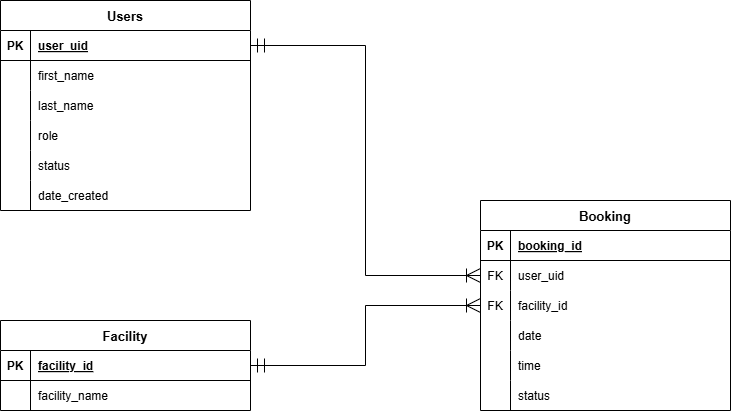 Users
PK user_uid
first_name
last_name
role
status
date_created
Booking
PK booking_id
FK user_uid
FK facility_id
date
time
status
Facility
PK facility_id
facility_name